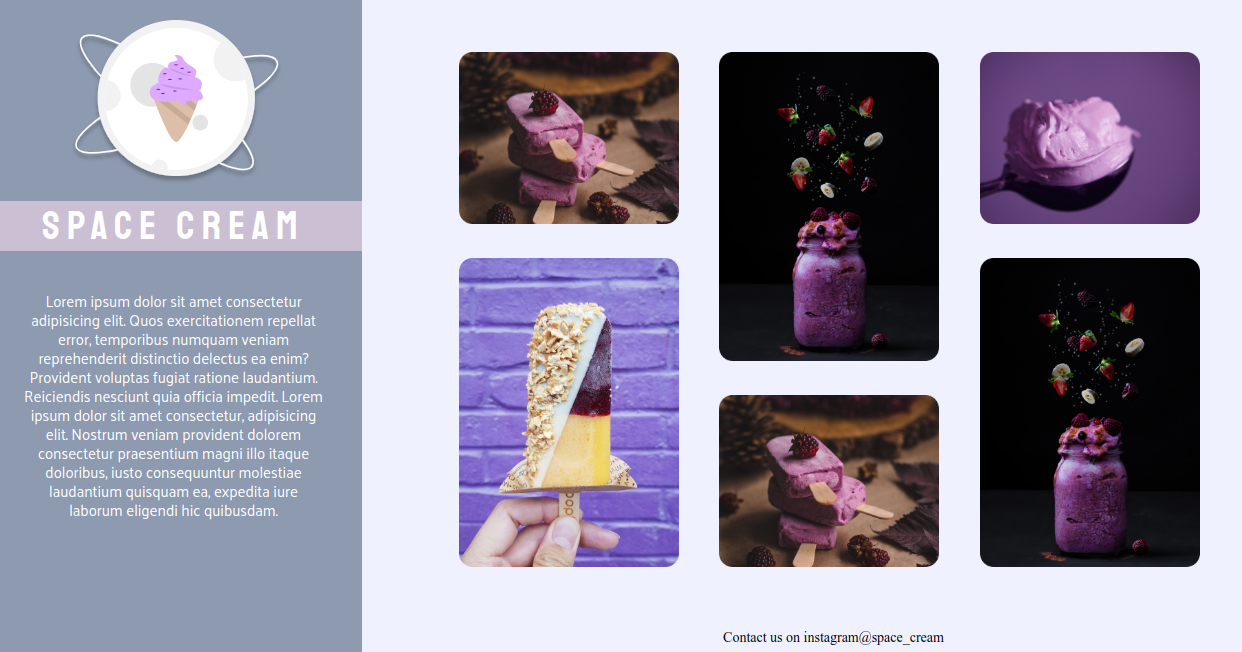 SPACE CREAM
Lorem ipsum dolor sit amet consectetur
adipisicing elit. Quos exercitationem repellat
error, temporibus numquam veniam
reprehenderit distinctio delectus ea enim?
Provident voluptas fugiat ratione laudantium.
Reiciendis nesciunt quia officia impedit. Lorem
ipsum dolor sit amet consectetur, adipisicing
elit. Nostrum veniam provident dolorem
consectetur praesentium magni illo itaque
doloribus, iusto consequuntur molestiae
laudantium quisquam ea, expedita iure
laborum eligendi hic quibusdam.
Contact us on instagram@space_cream